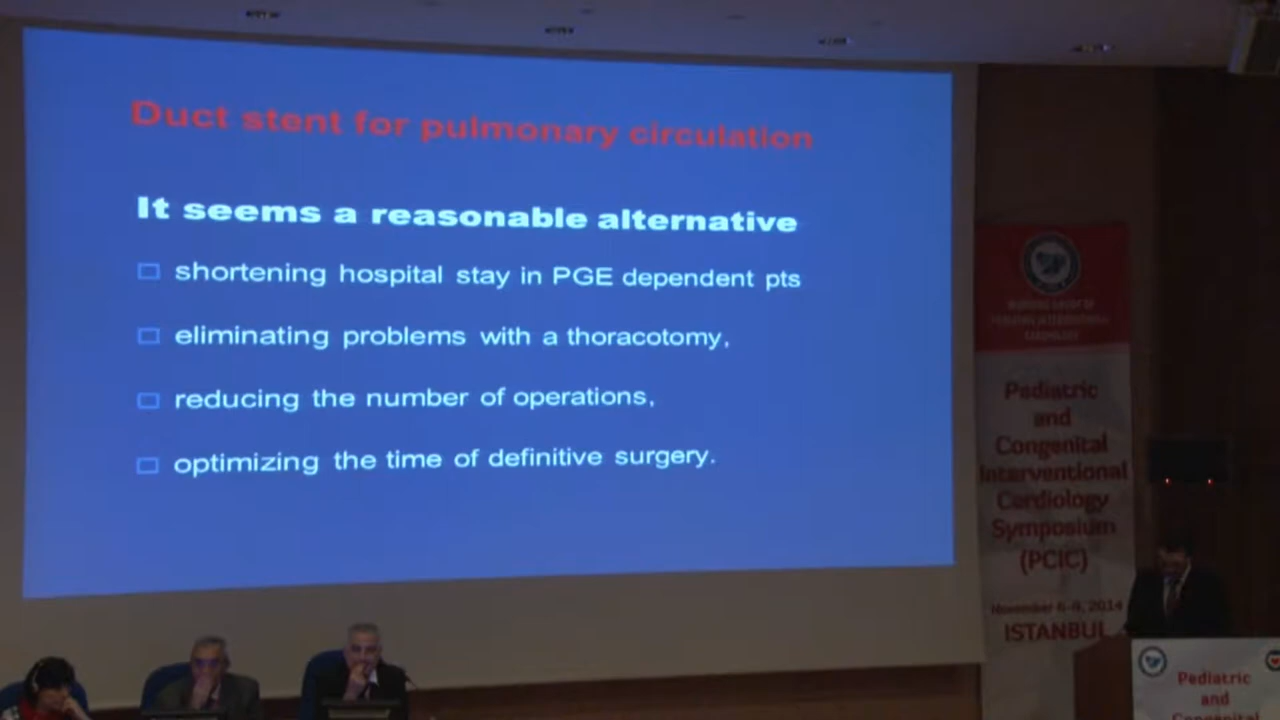 Duct stent for pulmonary circulation
It seems a reasonable alternative
shortening hospital stay in PGE dependent pts
eliminating problems with a thoracotomy,
reducing the number of operations,
optimizing the time of definitive surgery.
Pediatric
and
Congenital
Interventional
Cardiology
Symposium
(PCIC)
November 6-8, 2014
ISTANBUL
Pediatric
and
Congenital